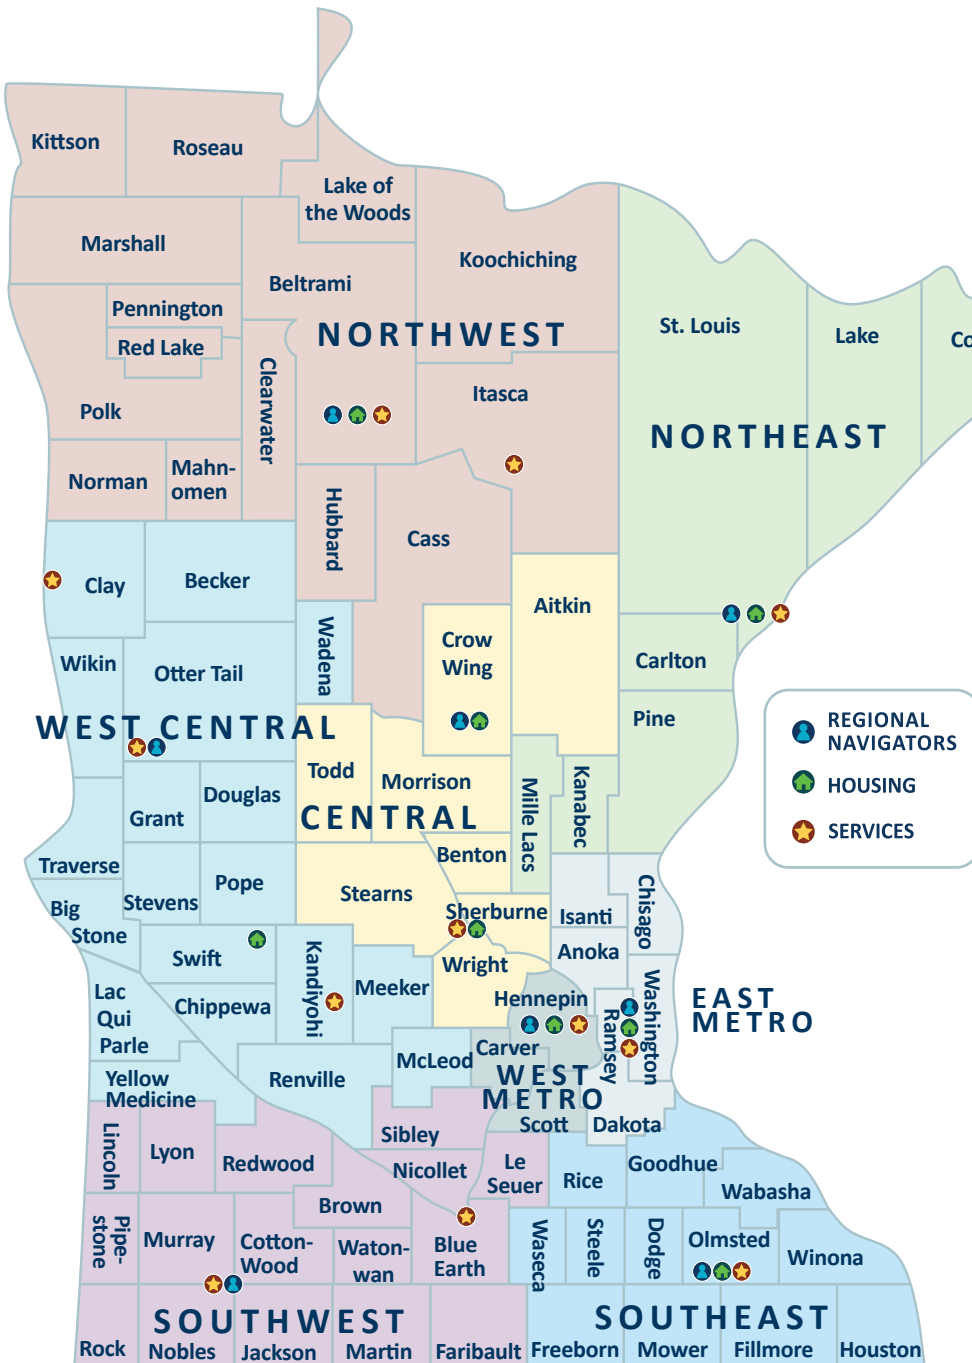 Kittson
Roseau
Lake of
the Woods
Marshall
Koochiching
Beltrami
Pennington
Red Lake
NORTHWEST
St. Louis
Lake
Co
Clearwater
Itasca
Polk
NORTHEAST
Norman
Mahn-
omen
Hubbard
Cass
Clay
Becker
Aitkin
Wadena
Crow
Wing
Wikin
Otter Tail
Carlton
WEST CENTRAL
Pine
REGIONAL
NAVIGATORS
HOUSING
SERVICES
Todd
Morrison
Douglas
Grant
CENTRAL
Mille Lacs
Kanabec
Traverse
Benton
Pope
Stevens
Stearns
Big
Stone
Sherburne
Isanti
Chisago
Swift
Kandiyohi
Anoka
Wright
Meeker
Lac
Qui
Parle
Chippewa
Hennepin
Washington
EAST
METRO
Ramsey
Carver
McLeod
Yellow
Medicine
Renville
WEST
METRO
Scott
Dakota
Lincoln
Lyon
Redwood
Sibley
Nicollet
Le
Seuer
Rice
Goodhue
Wabasha
Brown
Pipe-
stone
Murray
Cotton-
Wood
Waton-
wan
Blue
Earth
Waseca
Steele
Dodge
Olmsted
Winona
SOUTHWEST
SOUTHEAST
Rock
Nobles
Jackson
Martin
Faribault
Freeborn
Mower
Fillmore
Houston